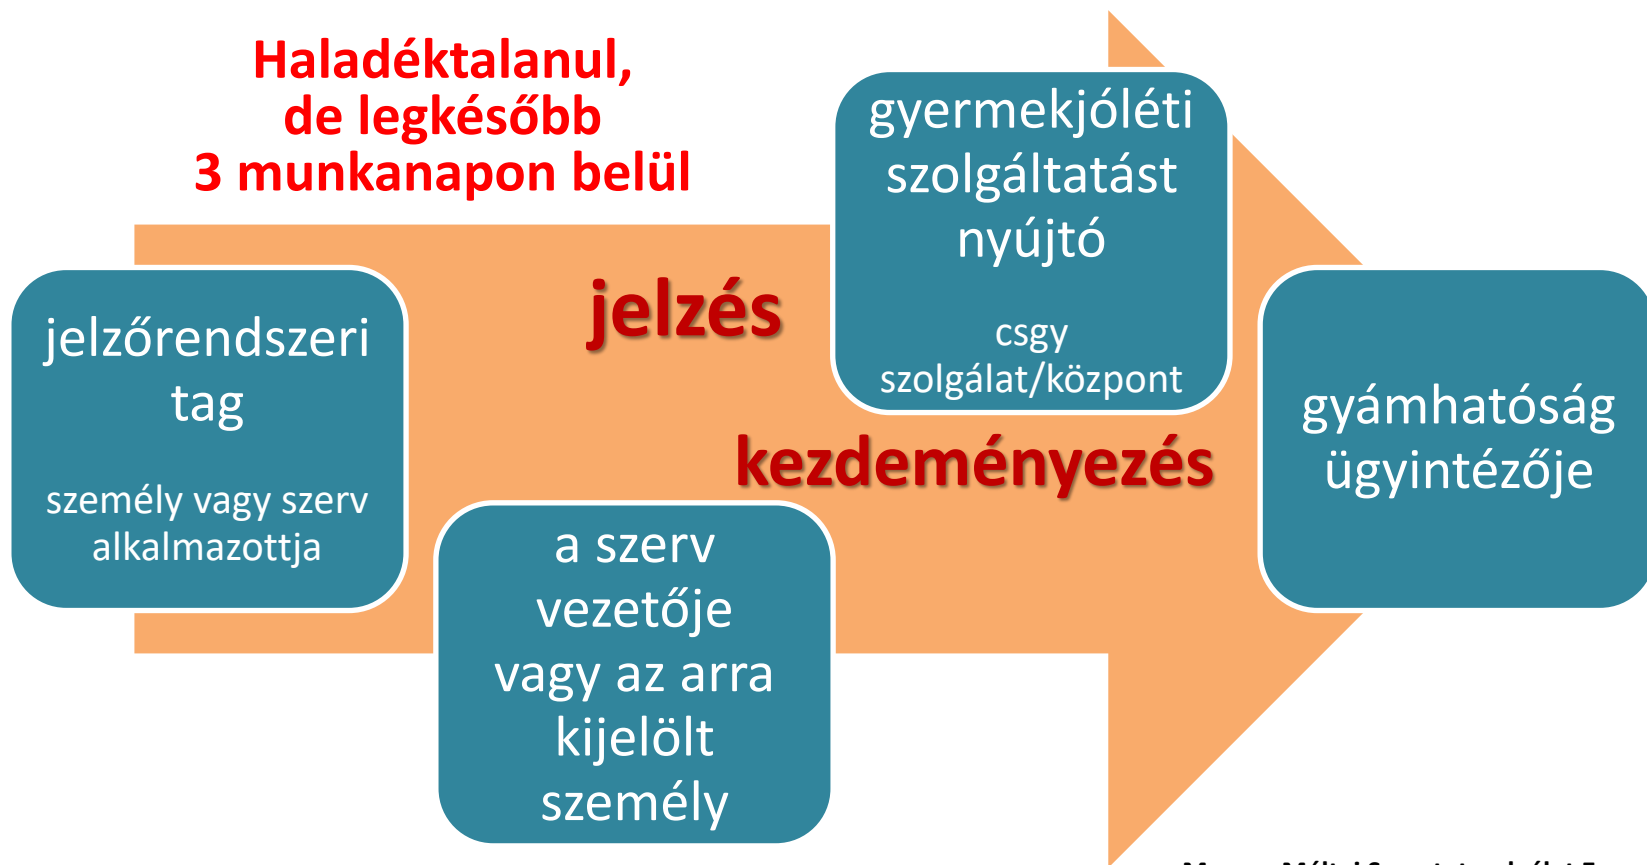 Haladéktalanul,
de legkésőbb
3 munkanapon belül
jelzőrendszeri
tag
személy vagy szerv
alkalmazottja
jelzés
a szerv
vezetője
vagy az arra
kijelölt
személy
gyermekjóléti
szolgáltatást
nyújtó
csgy
szolgálat/központ
kezdeményezés
gyámhatóság
ügyintézője